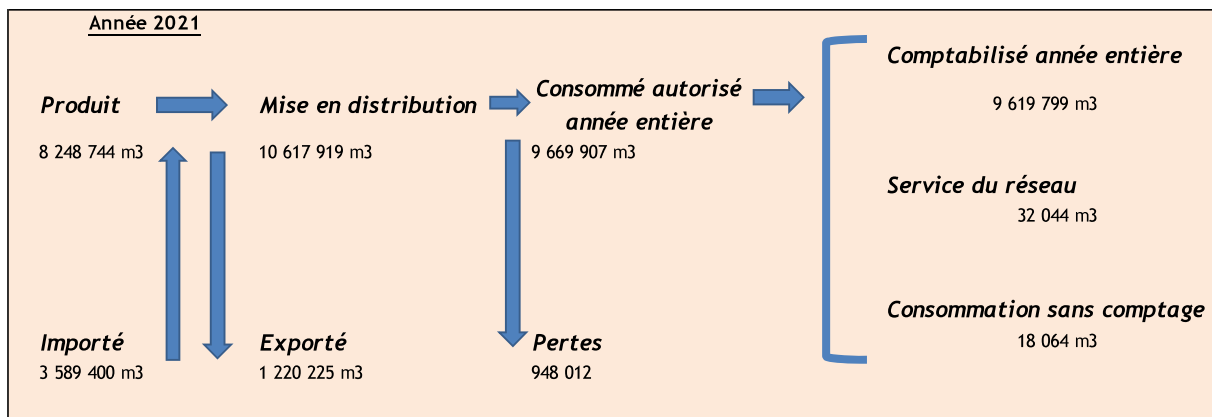 Année 2021
Produit
8 248 744 m3
Mise en distribution
10 617 919 m3
Consommé autorisé
année entière
9 669 907 m3
Comptabilisé année entière
9 619 799 m3
Service du réseau
32 044 m3
Consommation sans comptage
18 064 m3
Importé
3 589 400 m3
Exporté
1 220 225 m3
Pertes
948 012